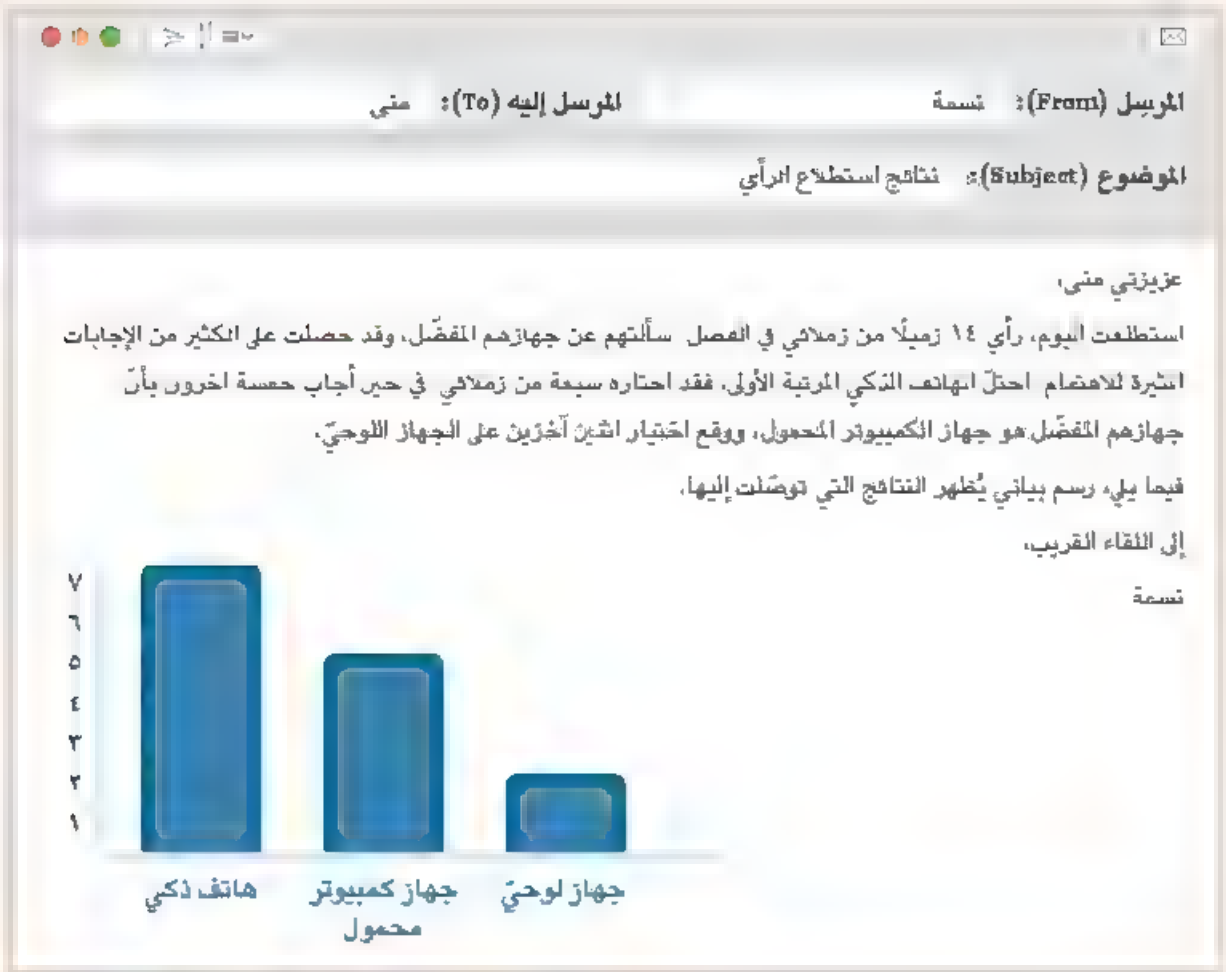 المرسِل (From): نسمة المرسل إليه (To): منى
الموضوع (Subject): نتائج استطلاع الرأي
عزيزتي منى،
استطلعت اليوم، رأي ١٤ زميلًا من زملائي في الفصل سألتهم عن جهازهم المفضّل، وقد حصلت على الكثير من الإجابات
المثيرة للاهتمام احتلّ الهاتف الذكي المرتبة الأولى، فقد اختاره سبعة من زملائي في حين أجاب خمسة آخرون بأنّ
جهازهم المفضّل هو جهاز الكمبيوتر المحمول، ووقع اختيار اثنين آخرين على الجهاز اللوحيّ.
فيما يلي، رسم بياني يُظهر النتائج التي توصّلت إليها.
إلى اللقاء القريب،
نسمة
٧
٦
٥
٤
٣
٢
١
هاتف ذكي
جهاز كمبيوتر
محمول
جهاز لوحيّ